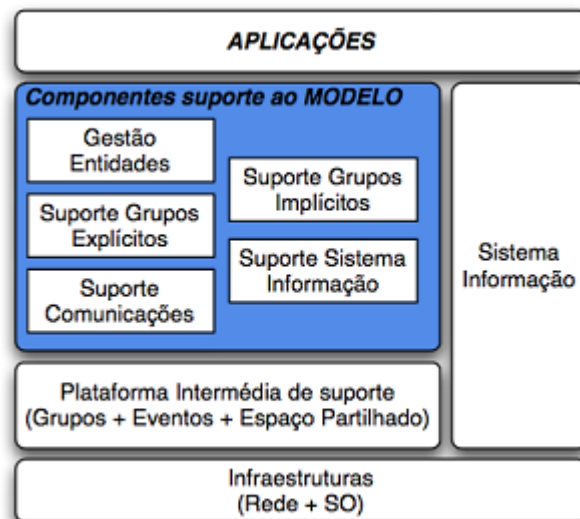 APLICAÇÕES
Componentes suporte ao MODELO
Gestão
Entidades
Suporte Grupos
Explícitos
Suporte
Comunicações
Suporte Grupos
Implícitos
Suporte Sistema
Informação
Sistema
Informação
Plataforma Intermédia de suporte
(Grupos + Eventos + Espaço Partilhado)
Infraestruturas
(Rede + SO)